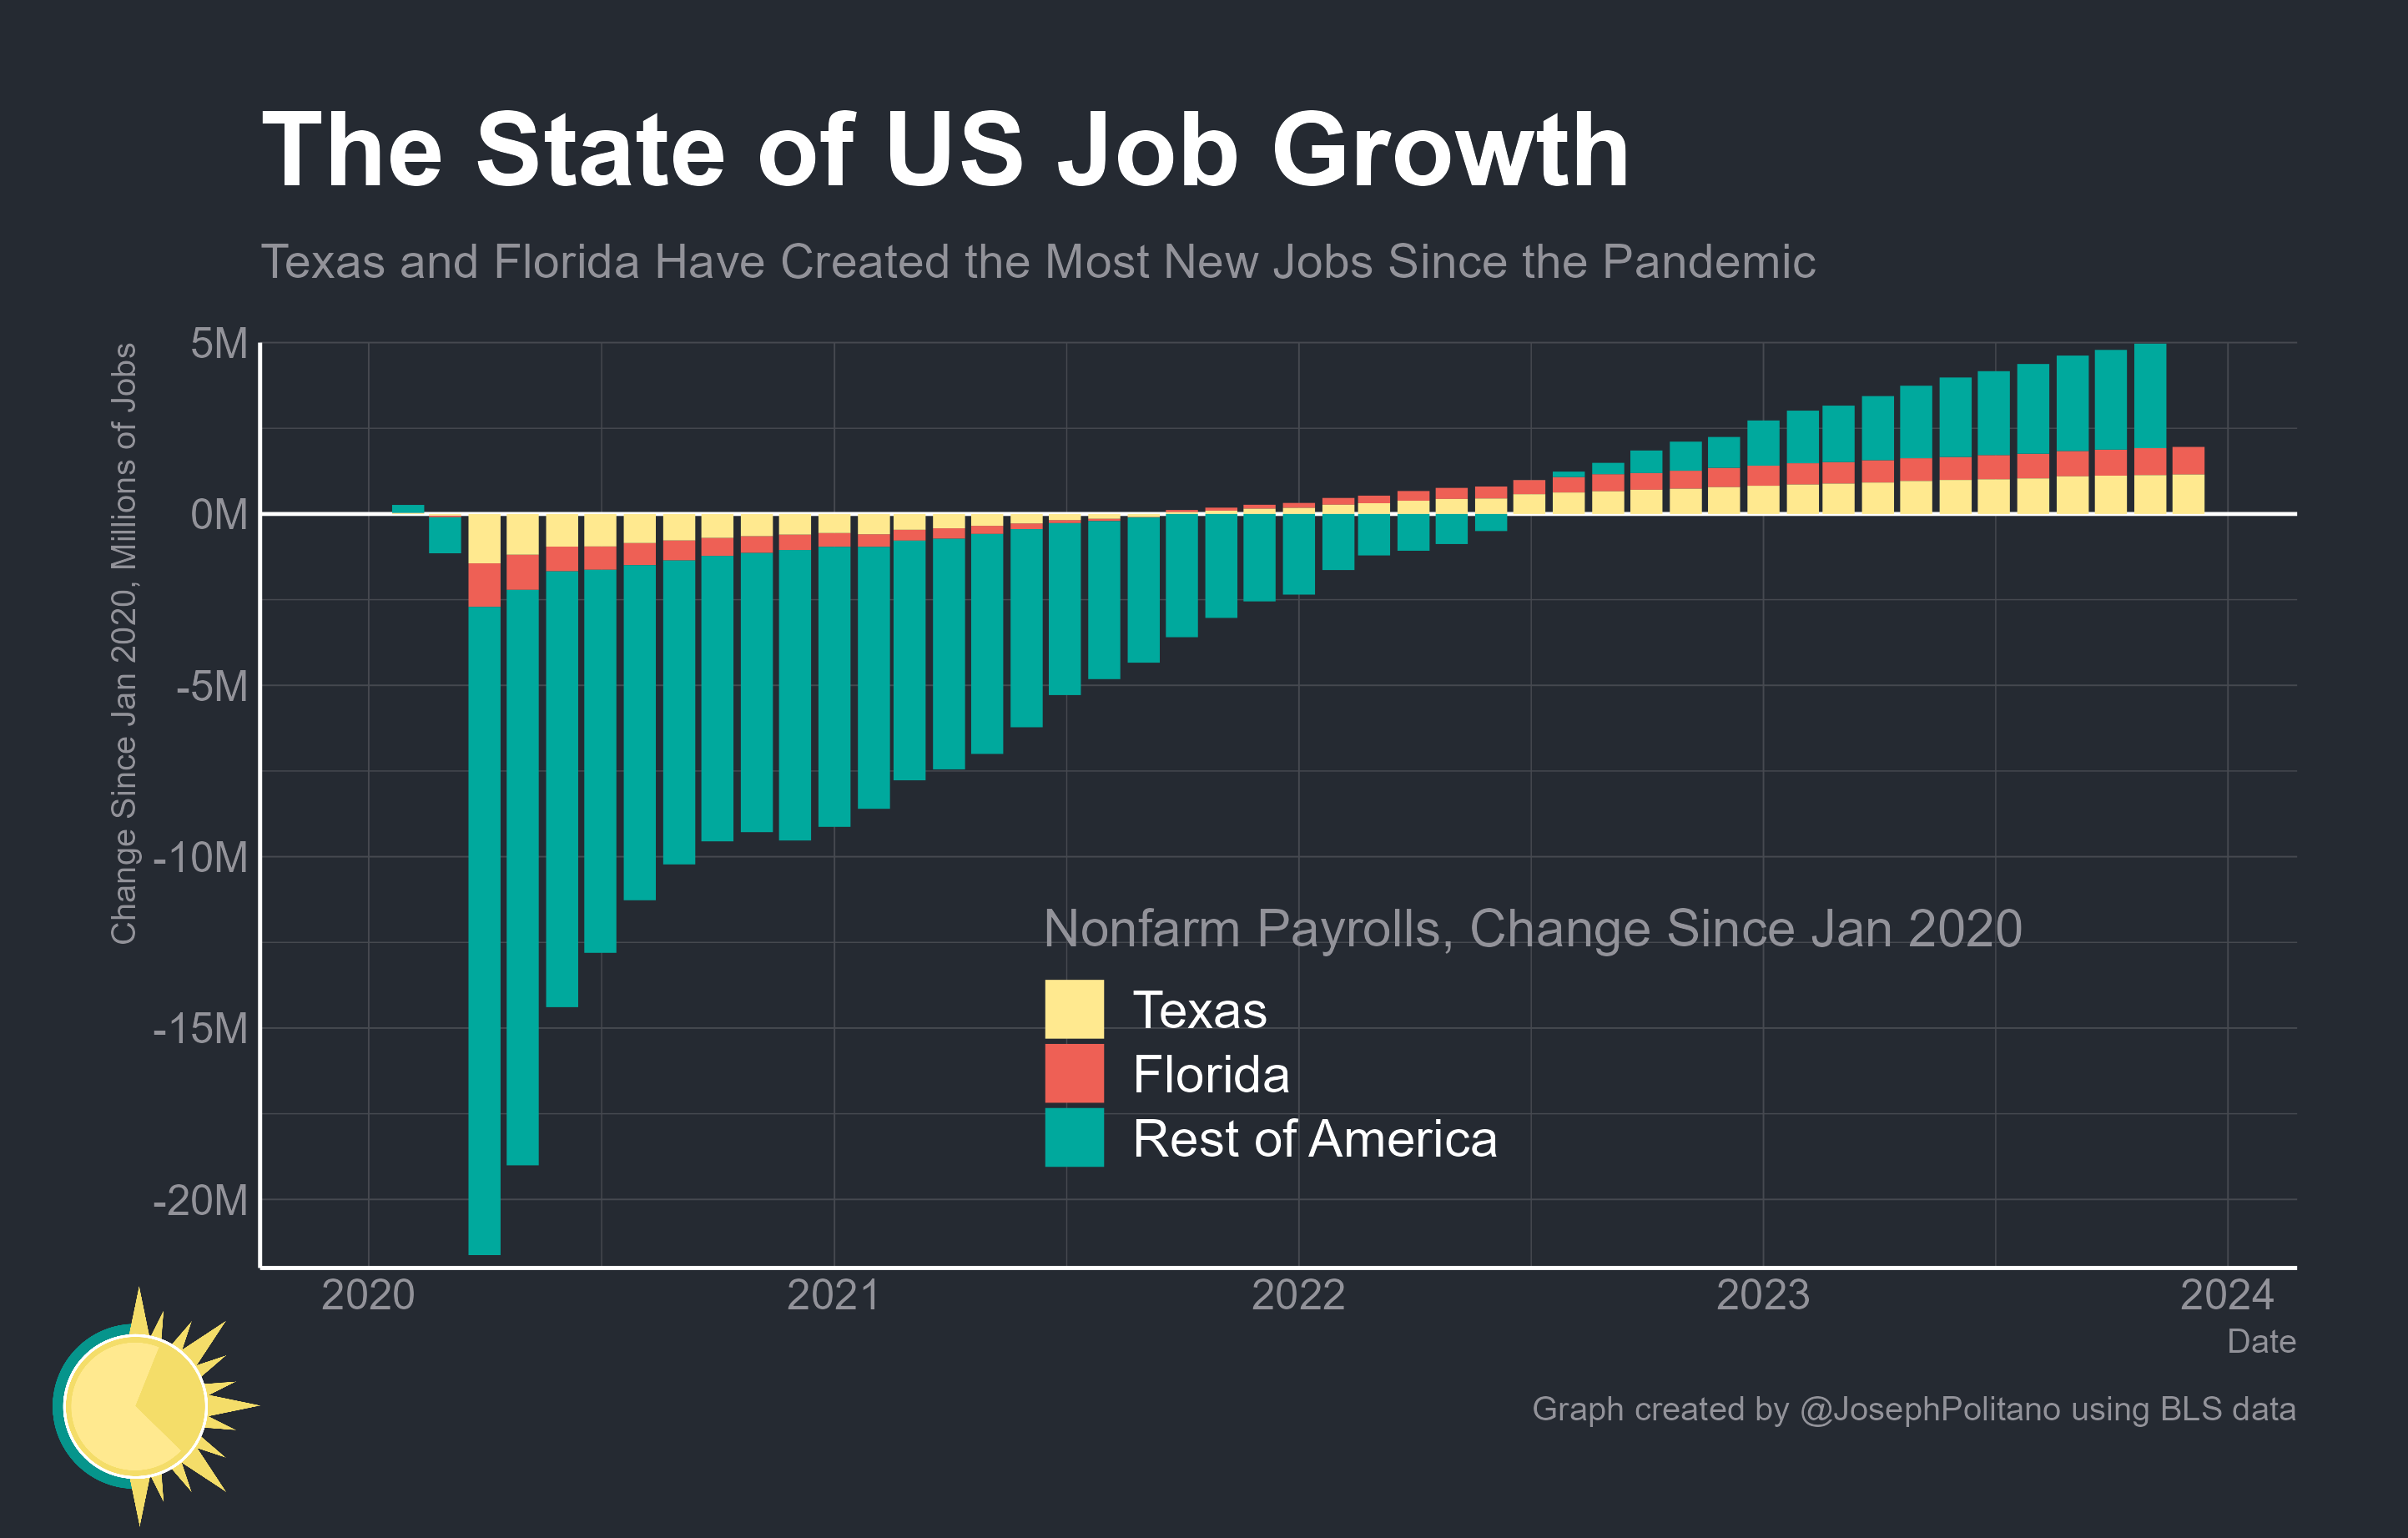 The State of US Job Growth
Texas and Florida Have Created the Most New Jobs Since the Pandemic
Change Since Jan 2020, Millions of Jobs
5M
0M
-5M
-10M
-15M
-20M
Nonfarm Payrolls, Change Since Jan 2020
Texas
Florida
Rest of America
2020
2021
2022
2023
2024
Date
Graph created by @JosephPolitano using BLS data